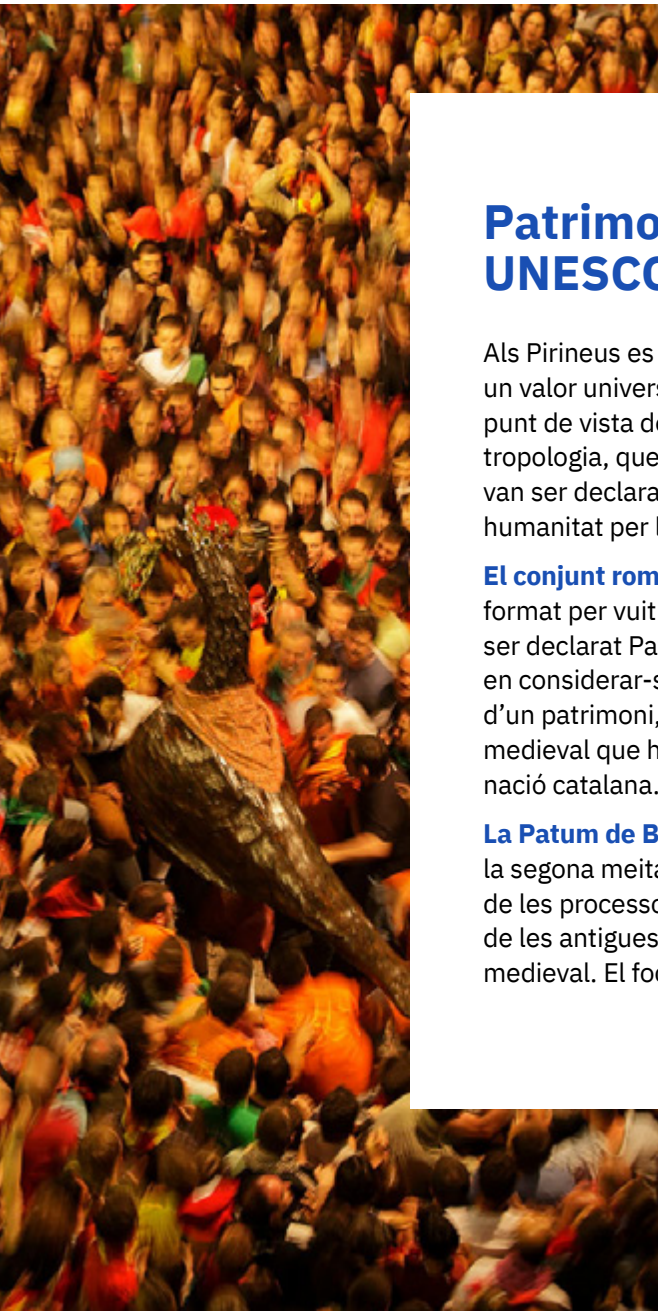 Patrimo
UNESCO
Als Pirineus es
un valor univers
punt de vista de
tropologia, que
van ser declara
humanitat per l
El conjunt rom
format per vuit
ser declarat Pa
en considerar-s
d’un patrimoni,
medieval que h
nació catalana.
La Patum de B
la segona meita
de les processo
de les antigues
medieval. El foc